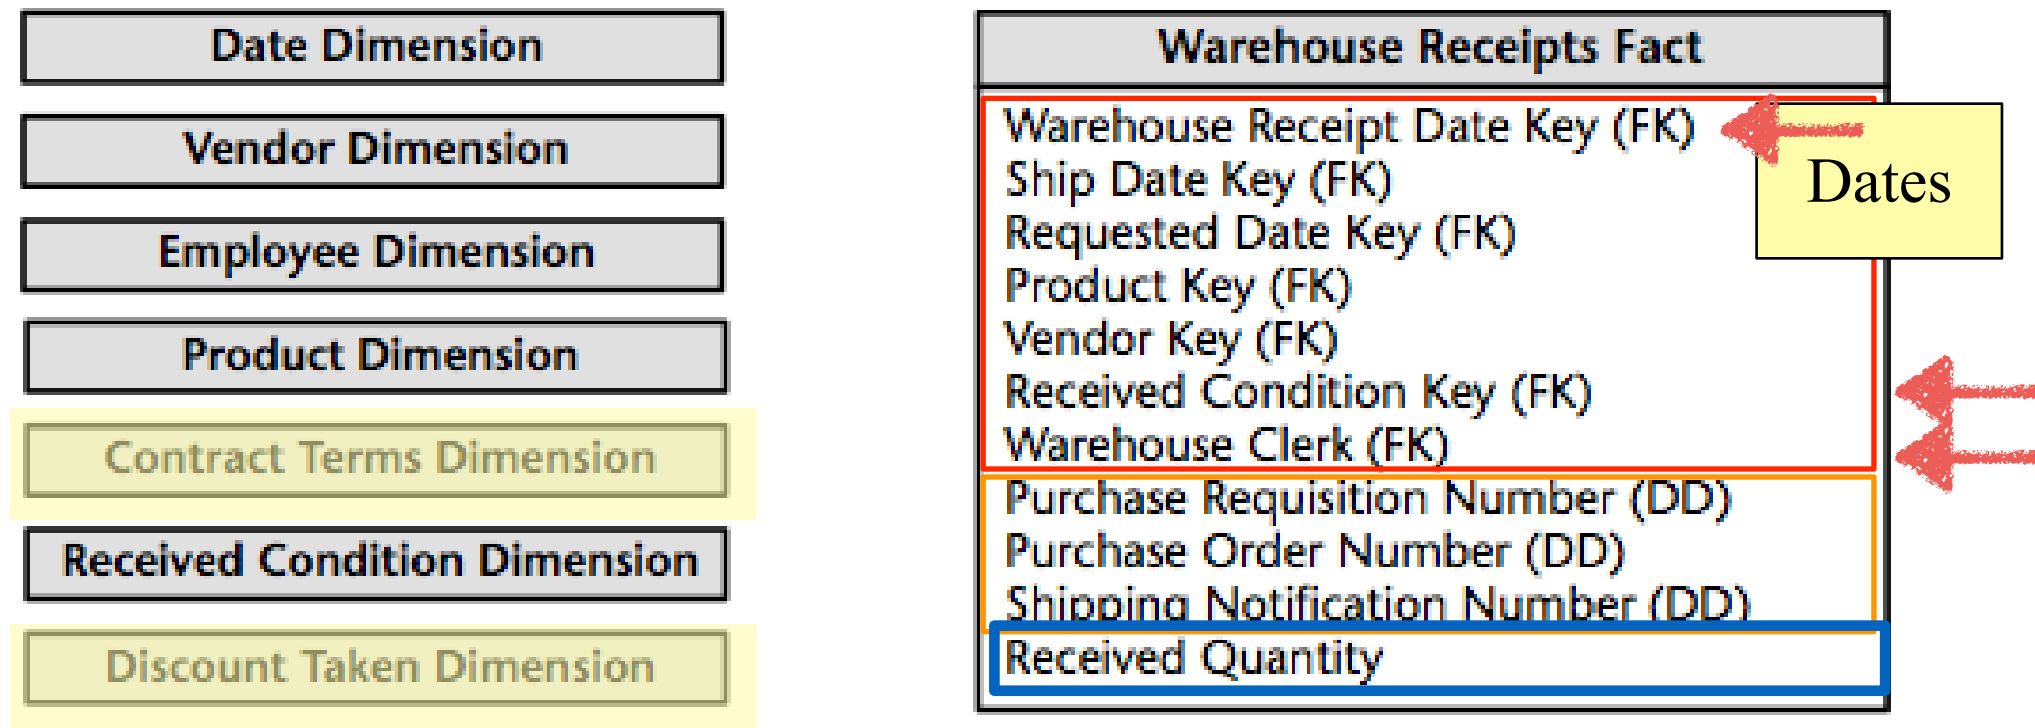 Date Dimension
Vendor Dimension
Employee Dimension
Product Dimension
Contract Terms Dimension
Received Condition Dimension
Discount Taken Dimension
Warehouse Receipts Fact
Warehouse Receipt Date Key (FK)
Ship Date Key (FK)
Requested Date Key (FK)
Product Key (FK)
Vendor Key (FK)
Received Condition Key (FK)
Warehouse Clerk (FK)
Purchase Requisition Number (DD)
Purchase Order Number (DD)
Shipping Notification Number (DD)
Received Quantity
Dates